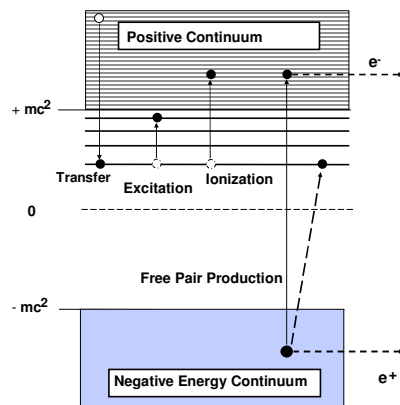 Positive Continuum
e-
+ mc²
Transfer
Excitation
Ionization
0
Free Pair Production
- mc²
e+
Negative Energy Continuum